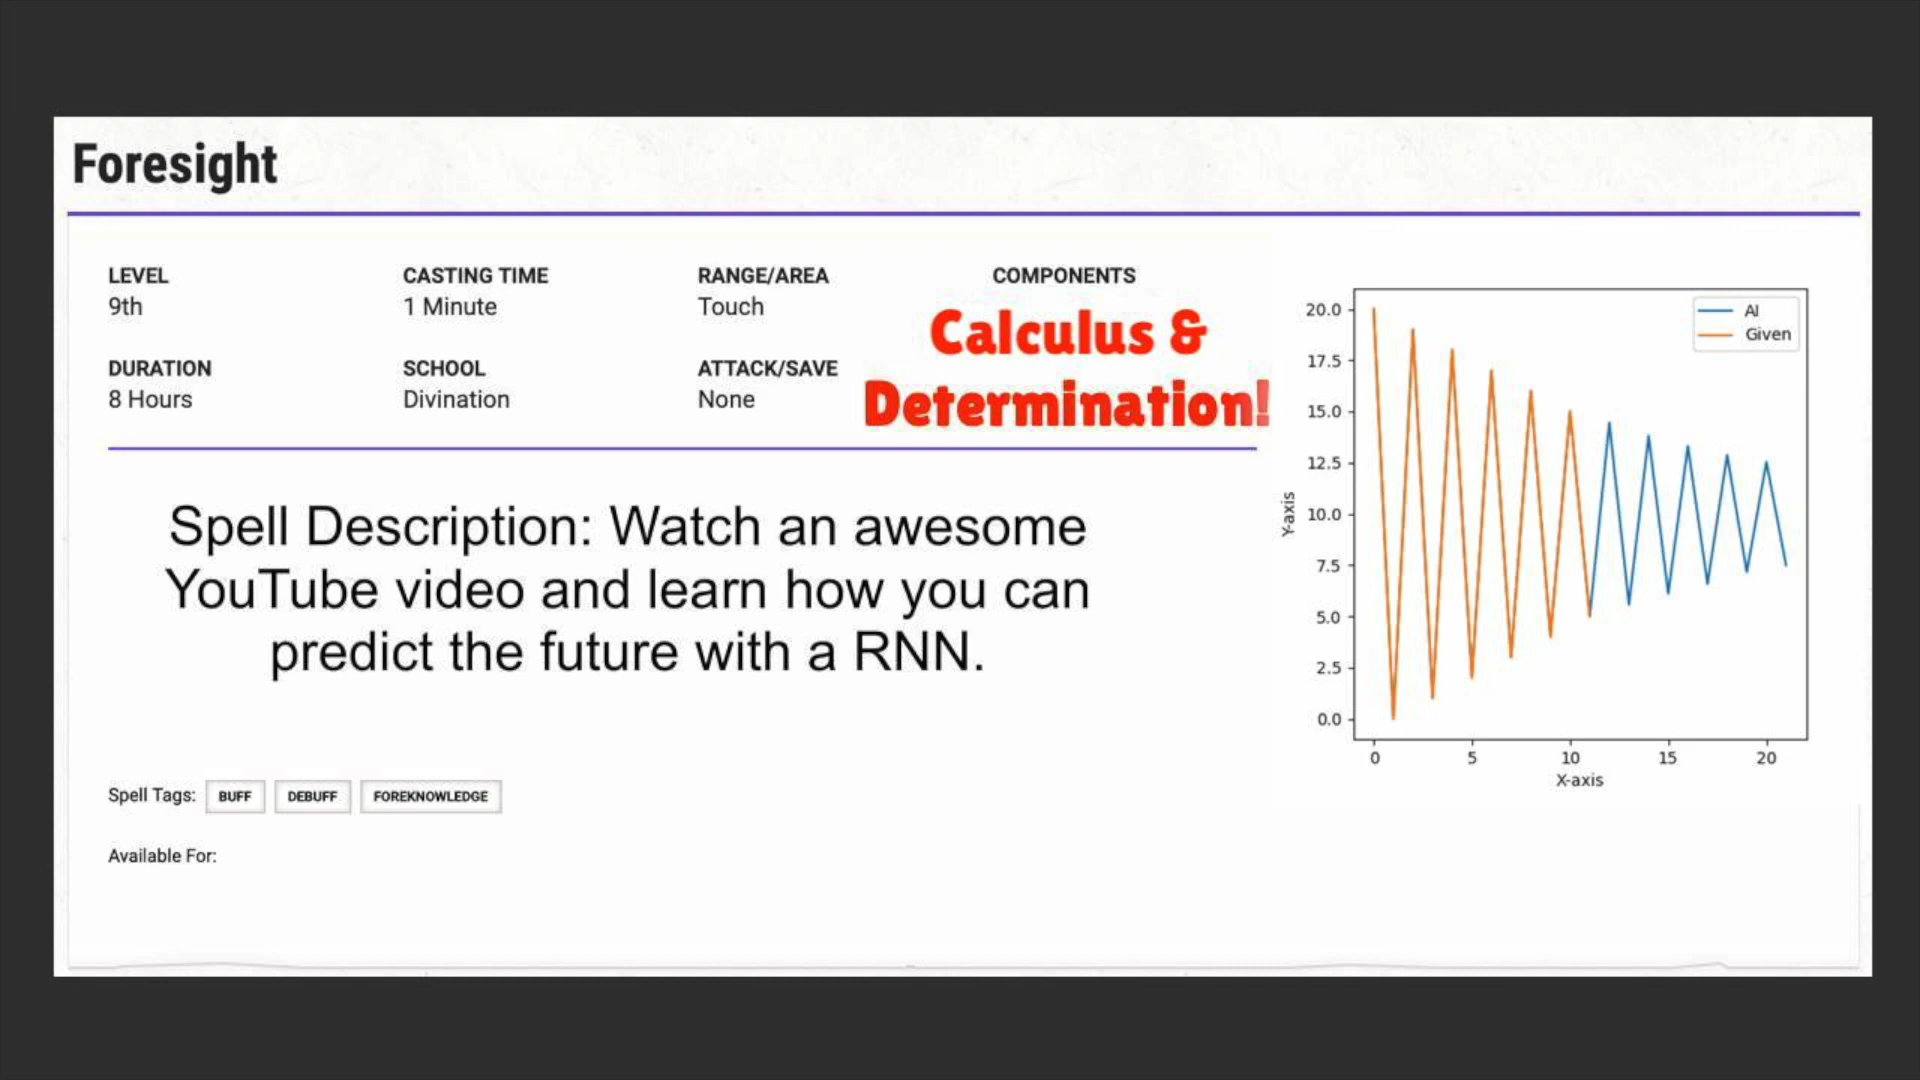 Foresight
LEVEL
9th
CASTING TIME
1 Minute
RANGE/AREA
Touch
COMPONENTS
Calculus &
Determination!
DURATION
8 Hours
SCHOOL
Divination
ATTACK/SAVE
None
Spell Description: Watch an awesome
YouTube video and learn how you can
predict the future with a RNN.
Spell Tags: BUFF DEBUFF FOREKNOWLEDGE
Available For:
AI
Given
20.0
17.5
15.0
12.5
10.0
7.5
5.0
2.5
0.0
Y-axis
0 5 10 15 20
X-axis